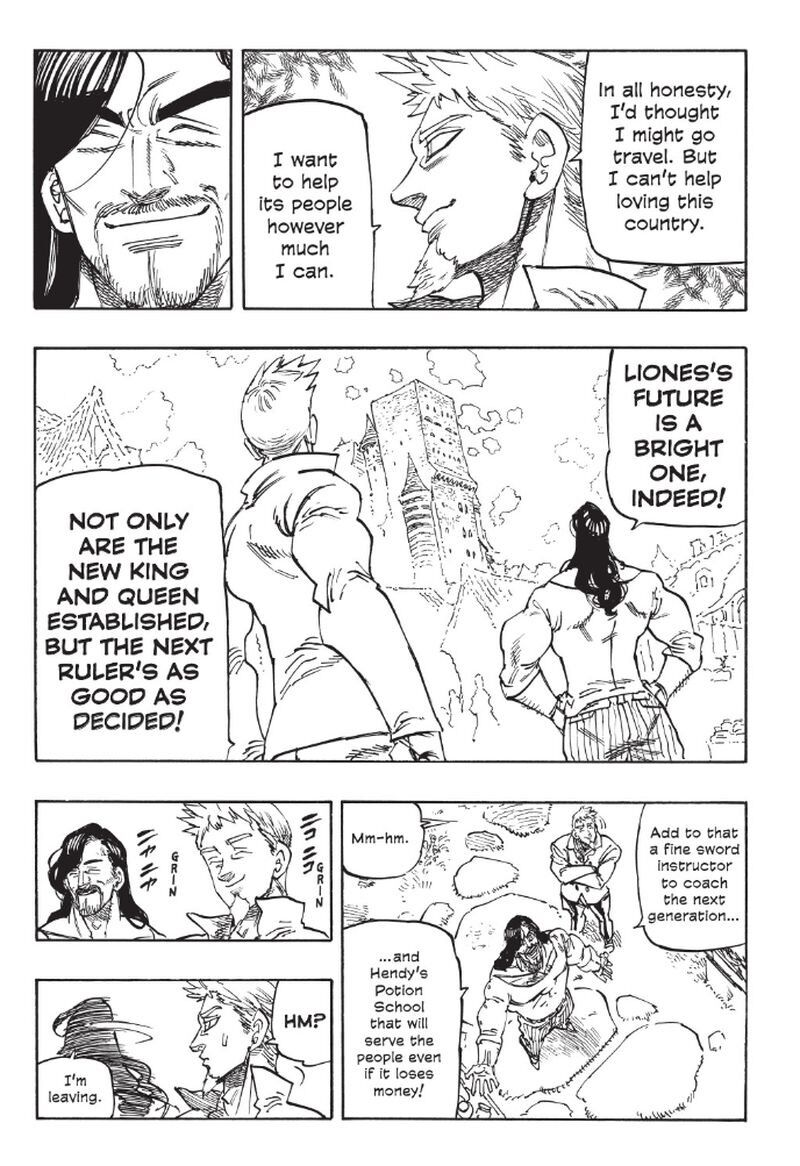 In all honesty,
I'd thought
I might go
travel. But
I can't help
loving this
country.
I want
to help
its people
however
much
I can.
LIONES'S
FUTURE
IS A
BRIGHT
ONE,
INDEED!
NOT ONLY
ARE THE
NEW KING
AND QUEEN
ESTABLISHED,
BUT THE NEXT
RULER'S AS
GOOD AS
DECIDED!
Add to that
a fine sword
instructor
to coach
the next
generation...
Mm-hm.
...and
Hendy's
Potion
School
that will
serve the
people even
if it loses
money!
ニコニコ
GRIN
ニヤニヤ
GRIN
HM?
I'm
leaving.